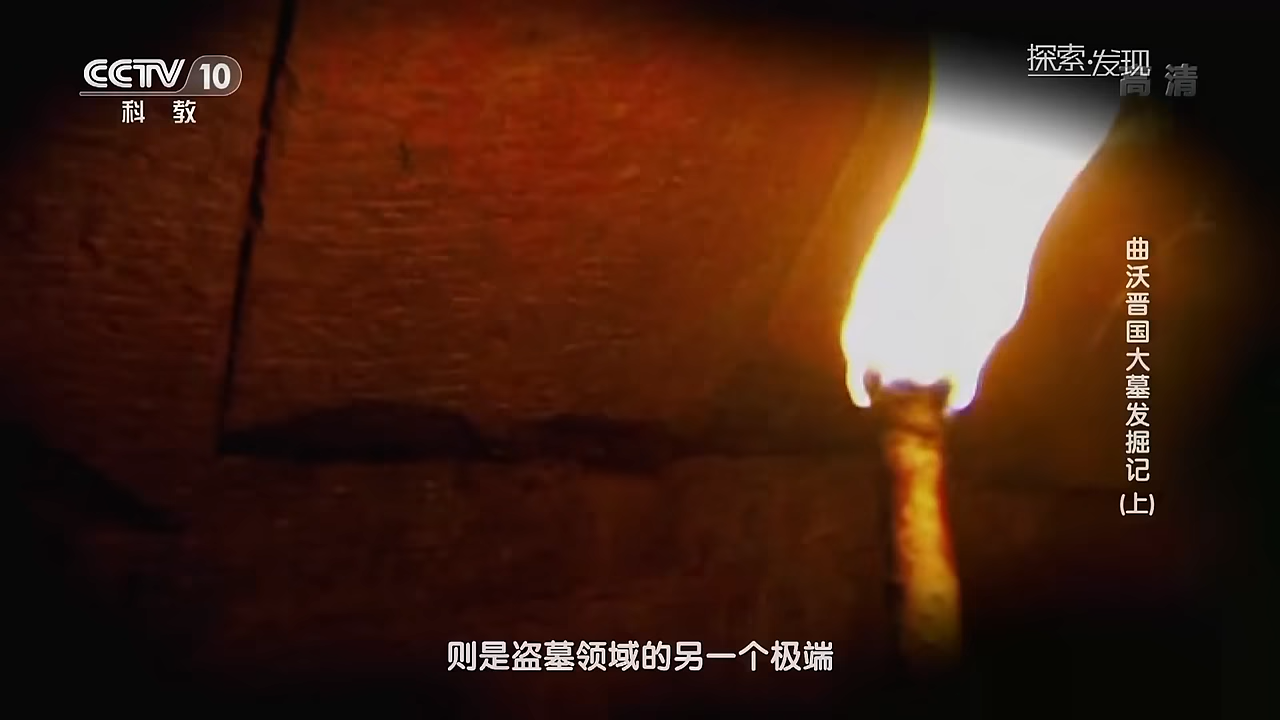 CCTV 10
科教
探索·发现
高清
曲沃晋国大墓发掘记(上)
则是盗墓领域的另一个极端